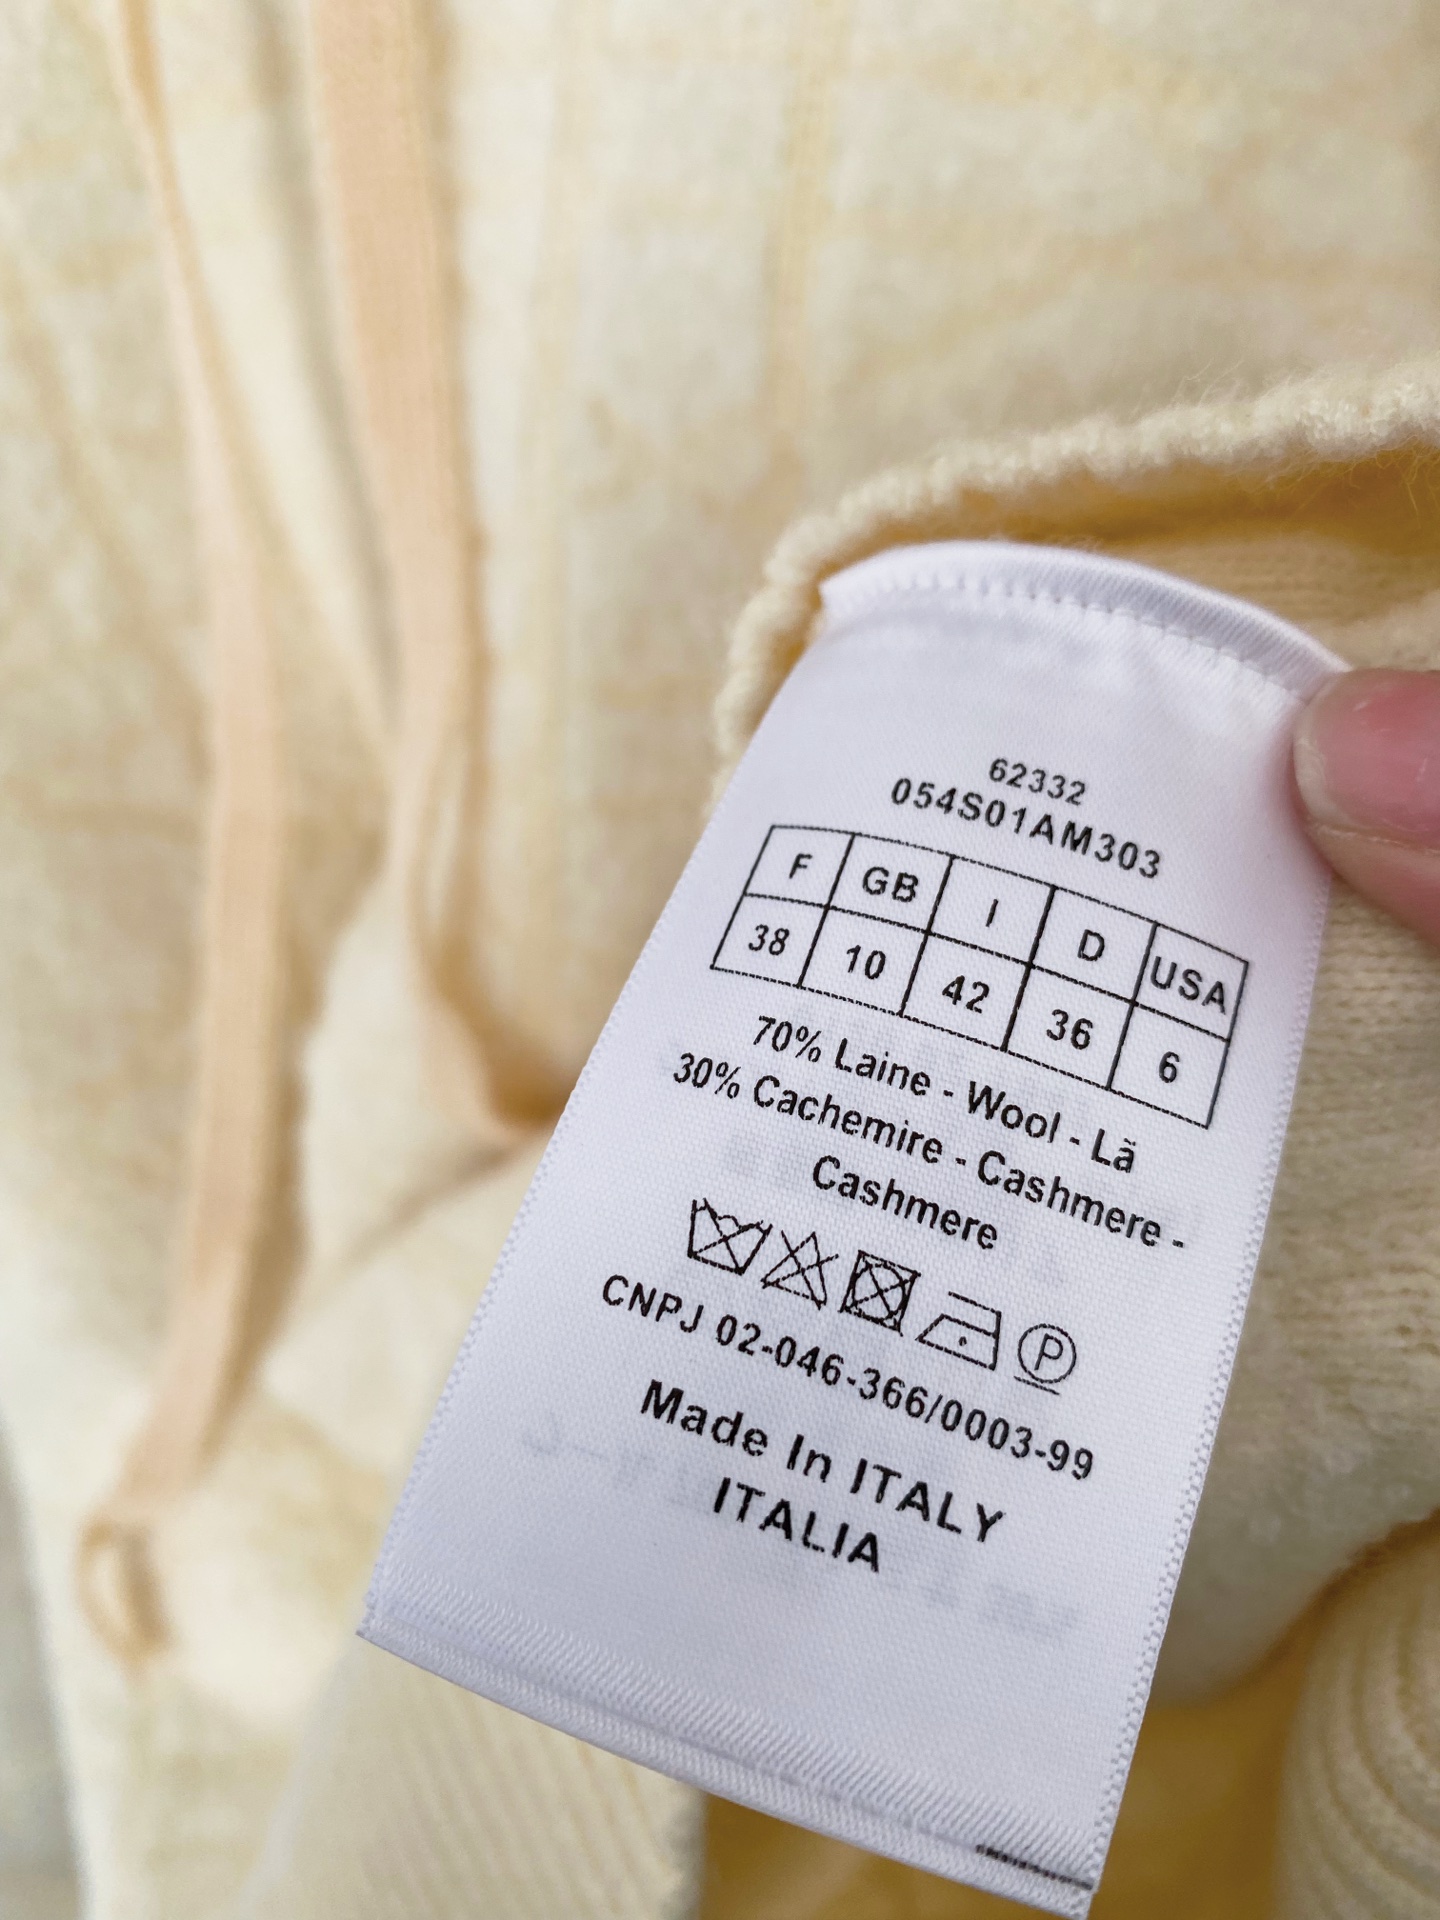 62332
054S01AM303
F GB I D USA
38 10 42 36 6
70% Laine - Wool - Lã
30% Cachemire - Cashmere -
Cashmere
P
CNPJ 02-046-366/0003-99
Made In ITALY
ITALIA